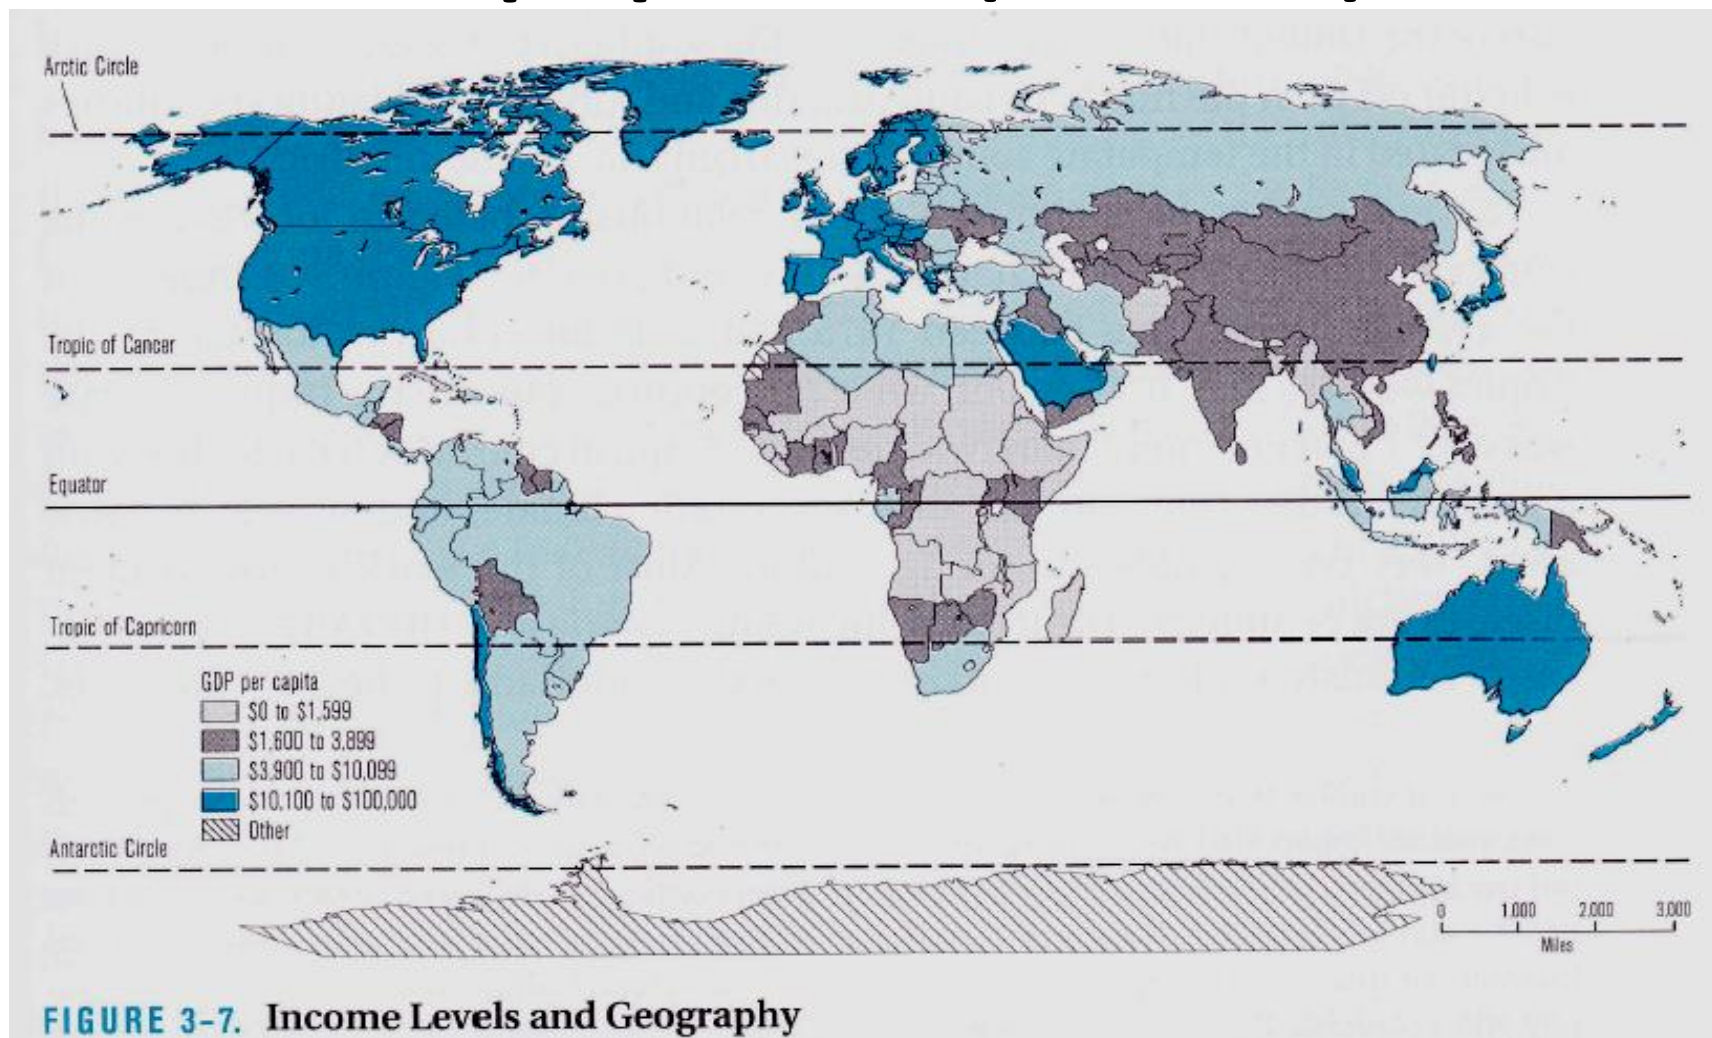 Arctic Circle
Tropic of Cancer
Equator
Tropic of Capricorn
GDP per capita
$0 to $1,599
$1,600 to 3,899
$3,900 to $10,099
$10,100 to $100,000
Other
Antarctic Circle
0 1,000 2,000 3,000
Miles
FIGURE 3-7. Income Levels and Geography